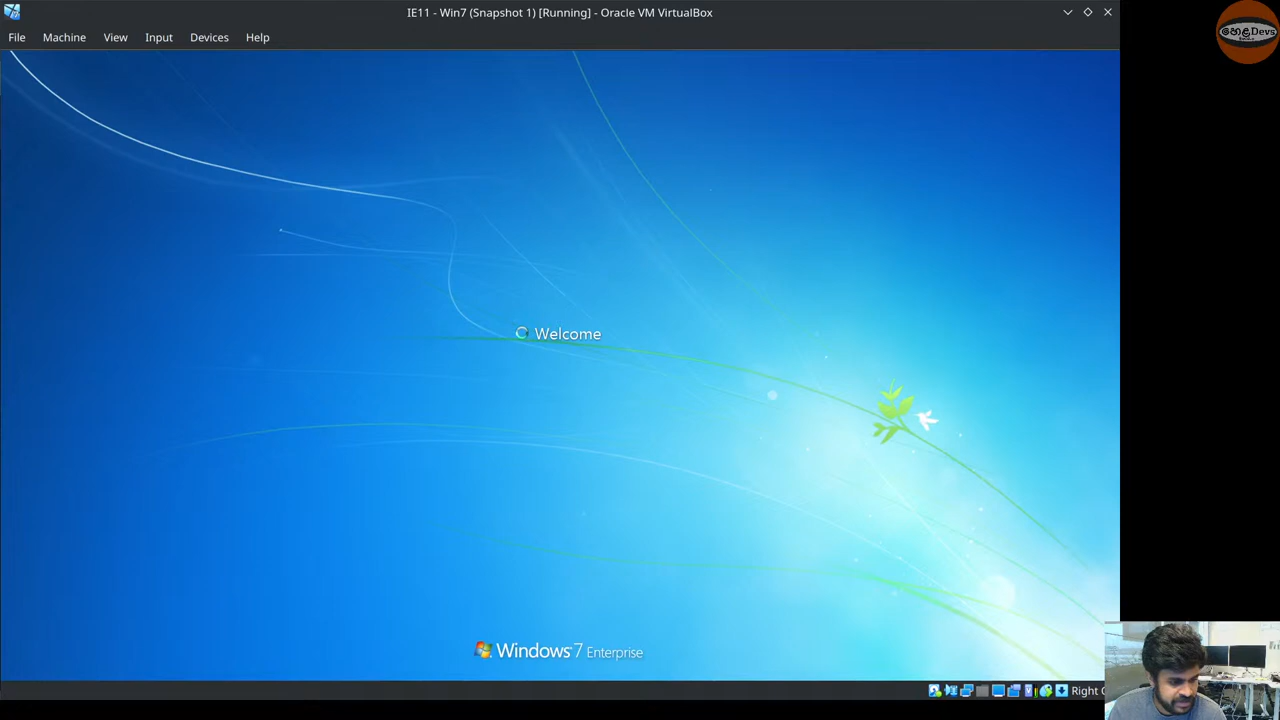 IE11 - Win7 (Snapshot 1) [Running] - Oracle VM VirtualBox
File Machine View Input Devices Help
හෙළDevs
Welcome
Windows 7 Enterprise
Right